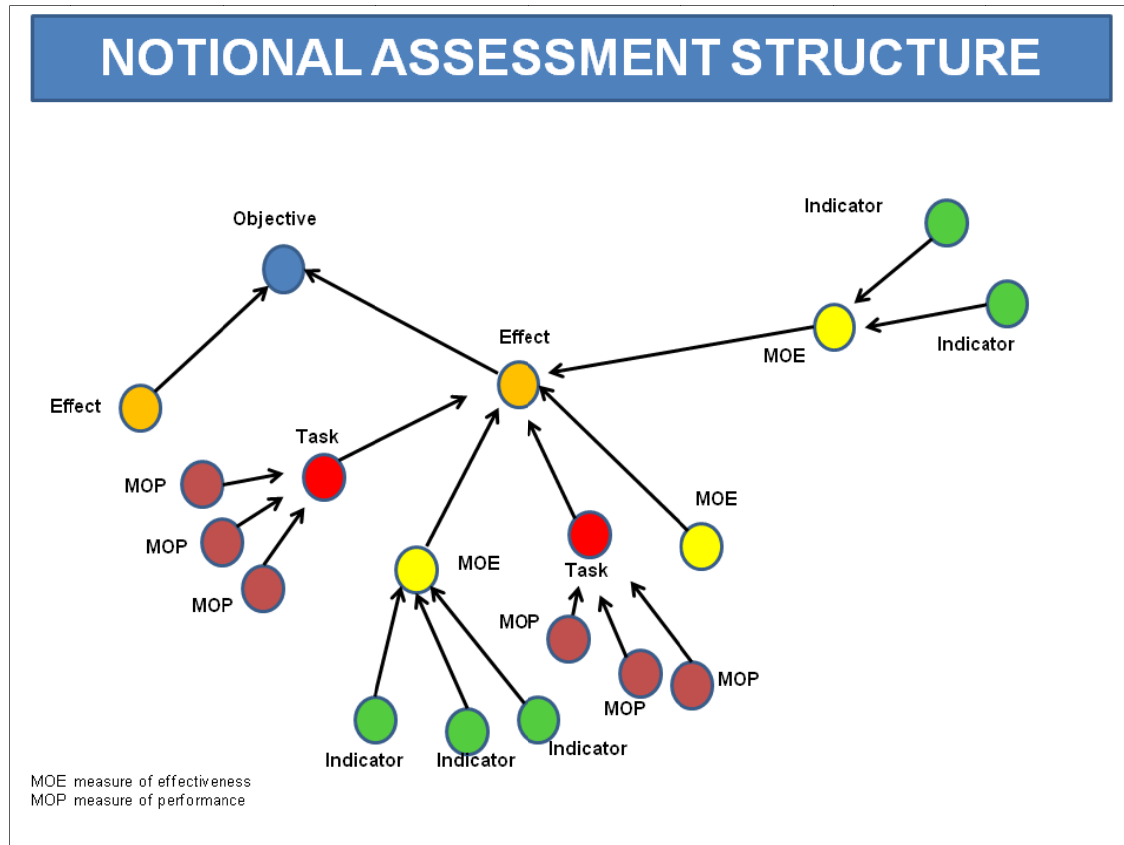 NOTIONAL ASSESSMENT STRUCTURE
Indicator
Objective
Effect
MOE
Indicator
Effect
Task
MOP
MOE
MOP
MOE
Task
MOP
MOP
MOP
MOP
Indicator
Indicator
Indicator
MOE measure of effectiveness
MOP measure of performance